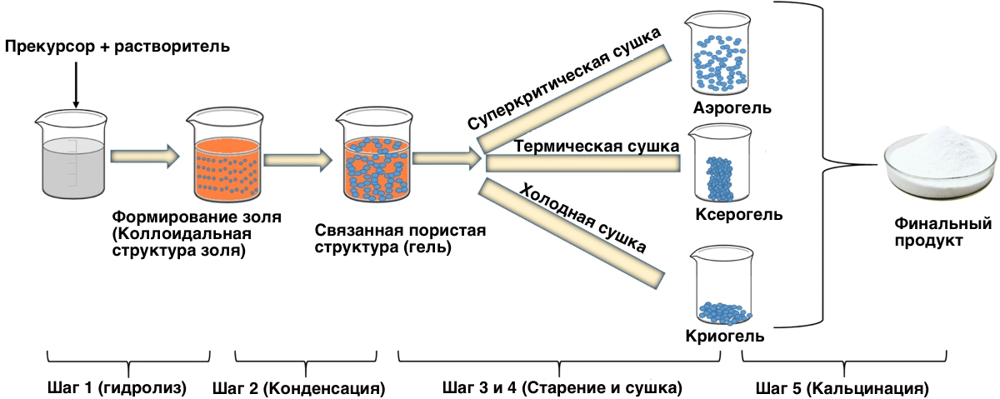 Прекурсор + растворитель
Формирование золя
(Коллоидальная
структура золя)
Связанная пористая
структура (гель)
Суперкритическая сушка
Термическая сушка
Холодная сушка
Аэрогель
Ксерогель
Криогель
Финальный
продукт
Шаг 1 (гидролиз)
Шаг 2 (Конденсация)
Шаг 3 и 4 (Старение и сушка)
Шаг 5 (Кальцинация)